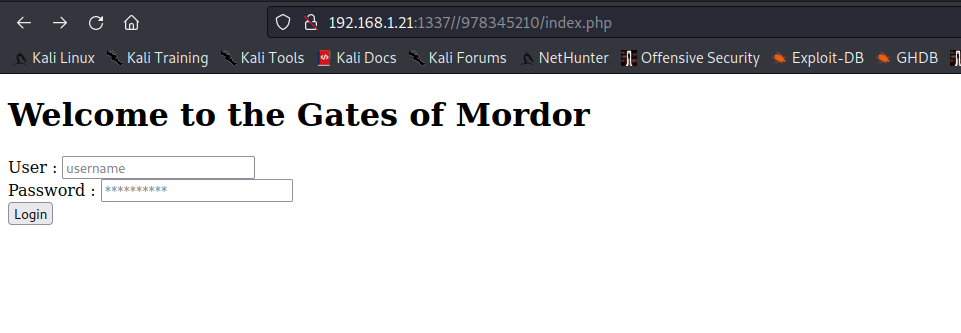 192.168.1.21:1337//978345210/index.php
Kali Linux Kali Training Kali Tools Kali Docs Kali Forums NetHunter Offensive Security Exploit-DB GHDB
Welcome to the Gates of Mordor
User : username
Password : **********
Login